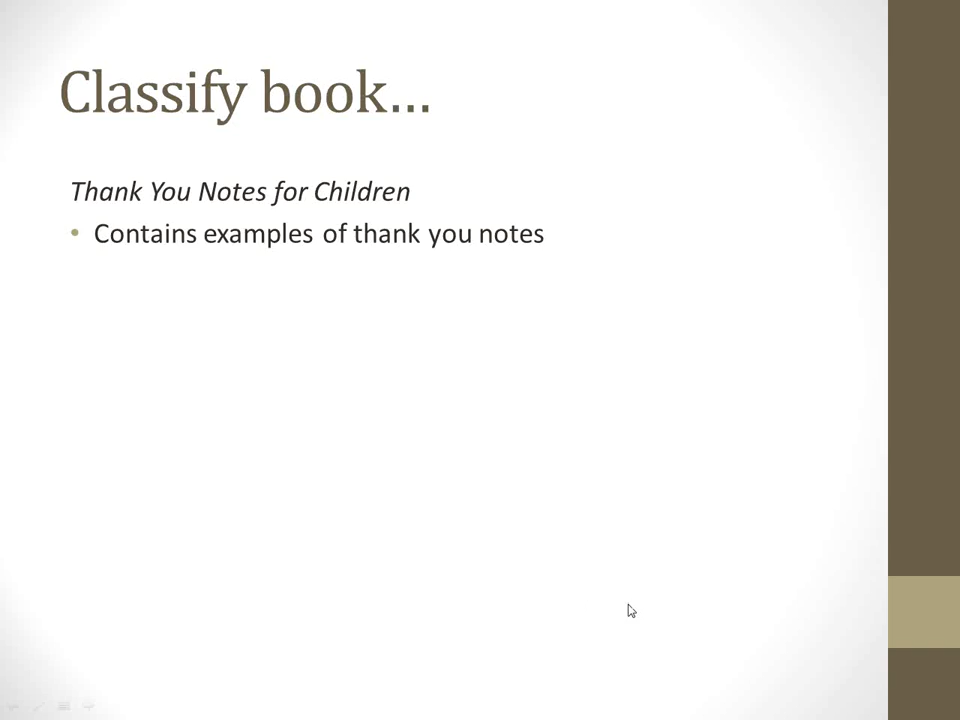 Classify book...
Thank You Notes for Children
• Contains examples of thank you notes